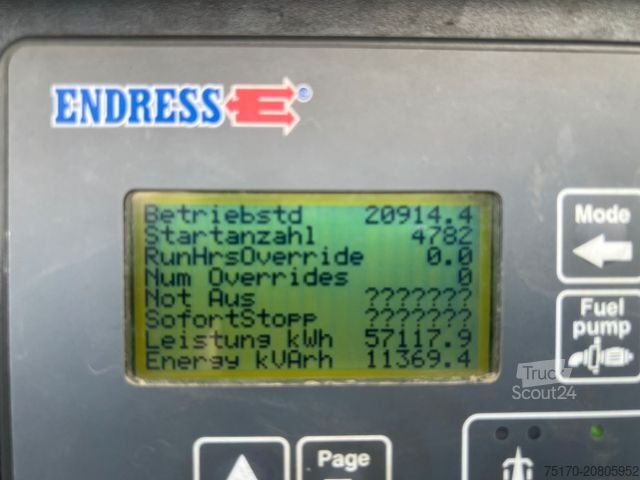 ENDRESS E®
Betriebstd 20914.4
Startanzahl 4782
RunHrsOverride 0.0
Num Overrides 0
Not Aus ???????
SofortStopp ???????
Leistung kWh 57117.9
Energy kVArh 11369.4
Mode
Fuel
pump
Page
Truck
Scout24
75170-20805952